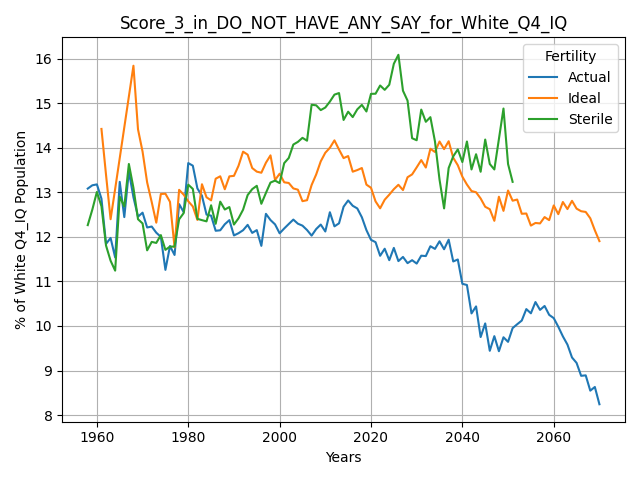 Score_3_in_DO_NOT_HAVE_ANY_SAY_for_White_Q4_IQ
% of White Q4_IQ Population
16
15
14
13
12
11
10
9
8
1960
1980
2000
2020
2040
2060
Years
Fertility
Actual
Ideal
Sterile